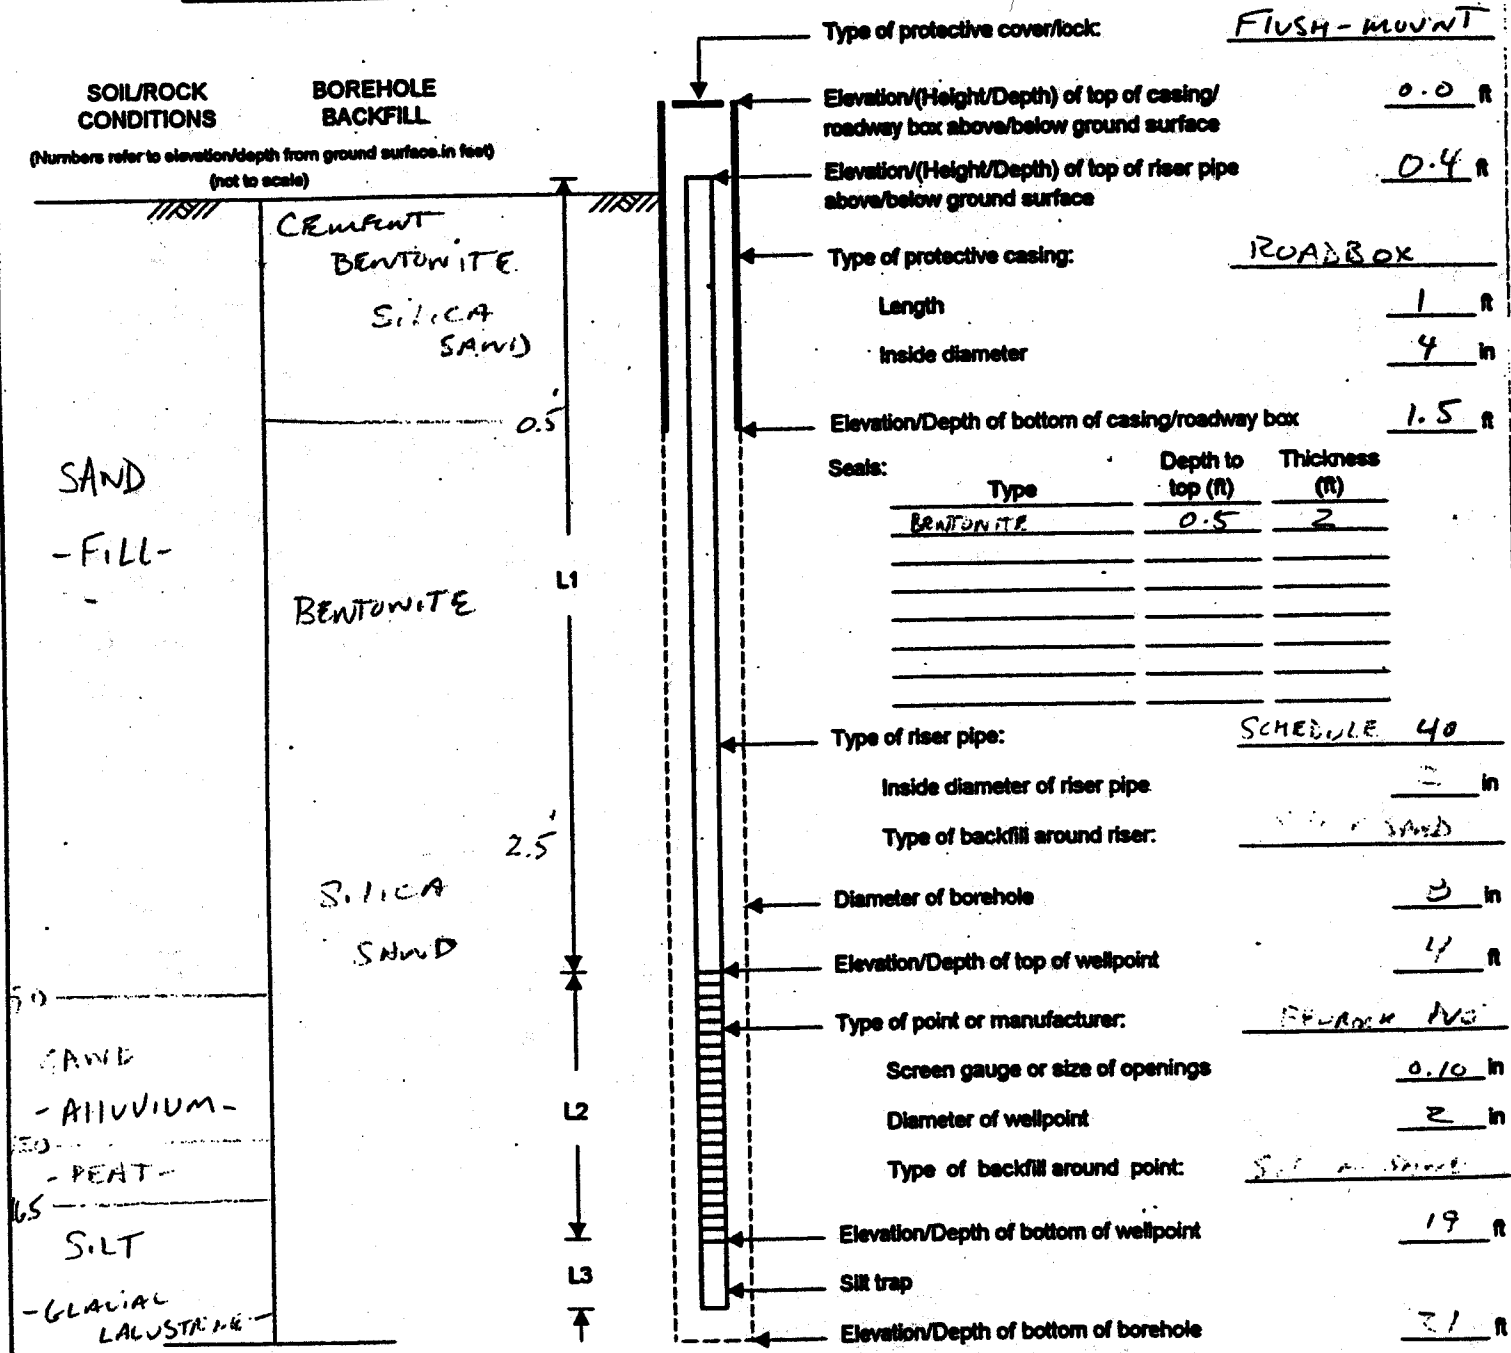 Type of protective cover/lock: FLUSH-MOUNT
SOIL/ROCK CONDITIONS
BOREHOLE BACKFILL
(Numbers refer to elevation/depth from ground surface in feet)
(not to scale)
Elevation/(Height/Depth) of top of casing/ 0.0 ft
roadway box above/below ground surface
Elevation/(Height/Depth) of top of riser pipe 0.4 ft
above/below ground surface
CEMENT
BENTONITE
SILICA
SAND
0.5'
SAND
-FILL-
BENTONITE
2.5'
SILICA
SAND
SAND
-ALLUVIUM-
-PEAT-
SILT
-GLACIAL
LACUSTRINE-
L1
L2
L3
Type of protective casing: ROADBOX
Length 1 ft
Inside diameter 4 in
Elevation/Depth of bottom of casing/roadway box 1.5 ft
Seals:
Type Depth to top (ft) Thickness (ft)
BENTONITE 0.5 2
Type of riser pipe: SCHEDULE 40
Inside diameter of riser pipe in
Type of backfill around riser: SAND
Diameter of borehole in
Elevation/Depth of top of wellpoint 4 ft
Type of point or manufacturer:
Screen gauge or size of openings 0.10 in
Diameter of wellpoint 2 in
Type of backfill around point:
Elevation/Depth of bottom of wellpoint 19 ft
Silt trap
Elevation/Depth of bottom of borehole 21 ft